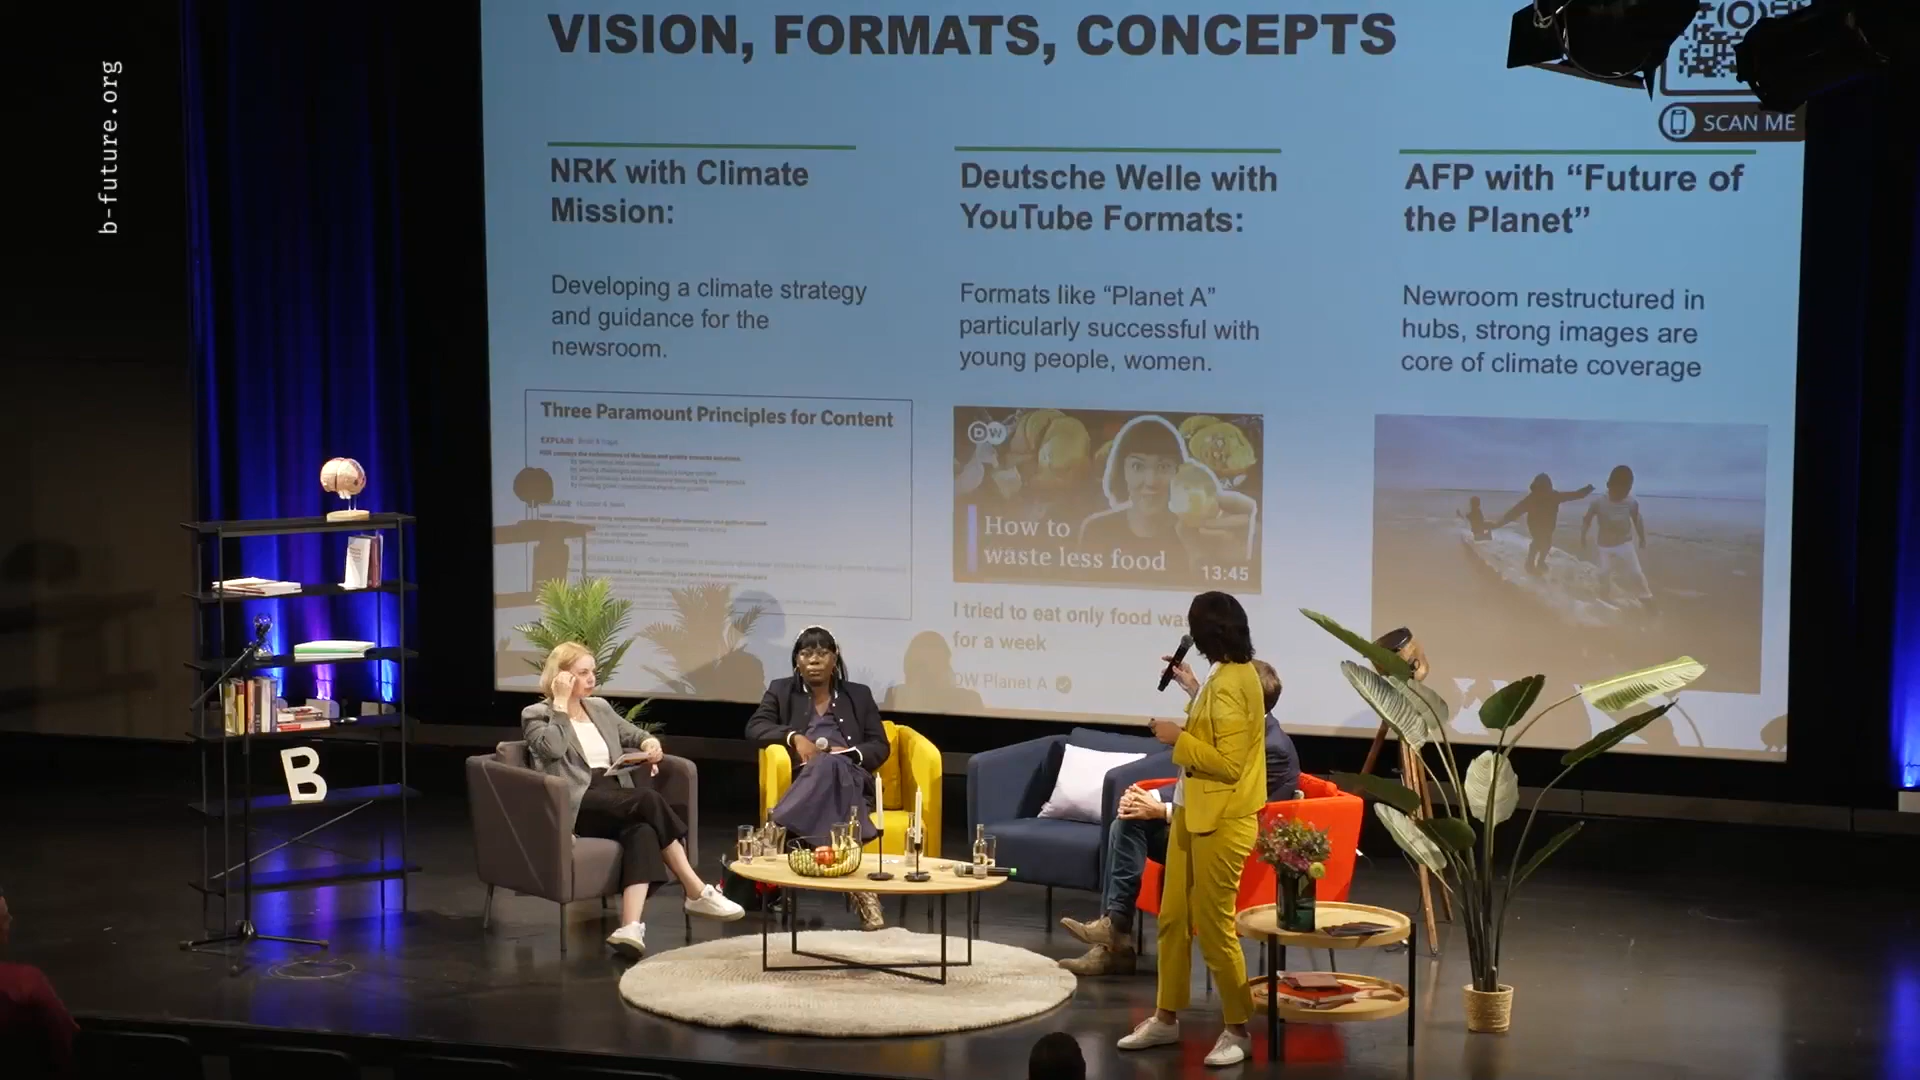 b-future.org
VISION, FORMATS, CONCEPTS
SCAN ME
NRK with Climate
Mission:
Developing a climate strategy
and guidance for the
newsroom.
Three Paramount Principles for Content
Deutsche Welle with
YouTube Formats:
Formats like “Planet A”
particularly successful with
young people, women.
DW
How to
waste less food
13:45
I tried to eat only food
for a week
DW Planet A
AFP with “Future of
the Planet”
Newroom restructured in
hubs, strong images are
core of climate coverage
B